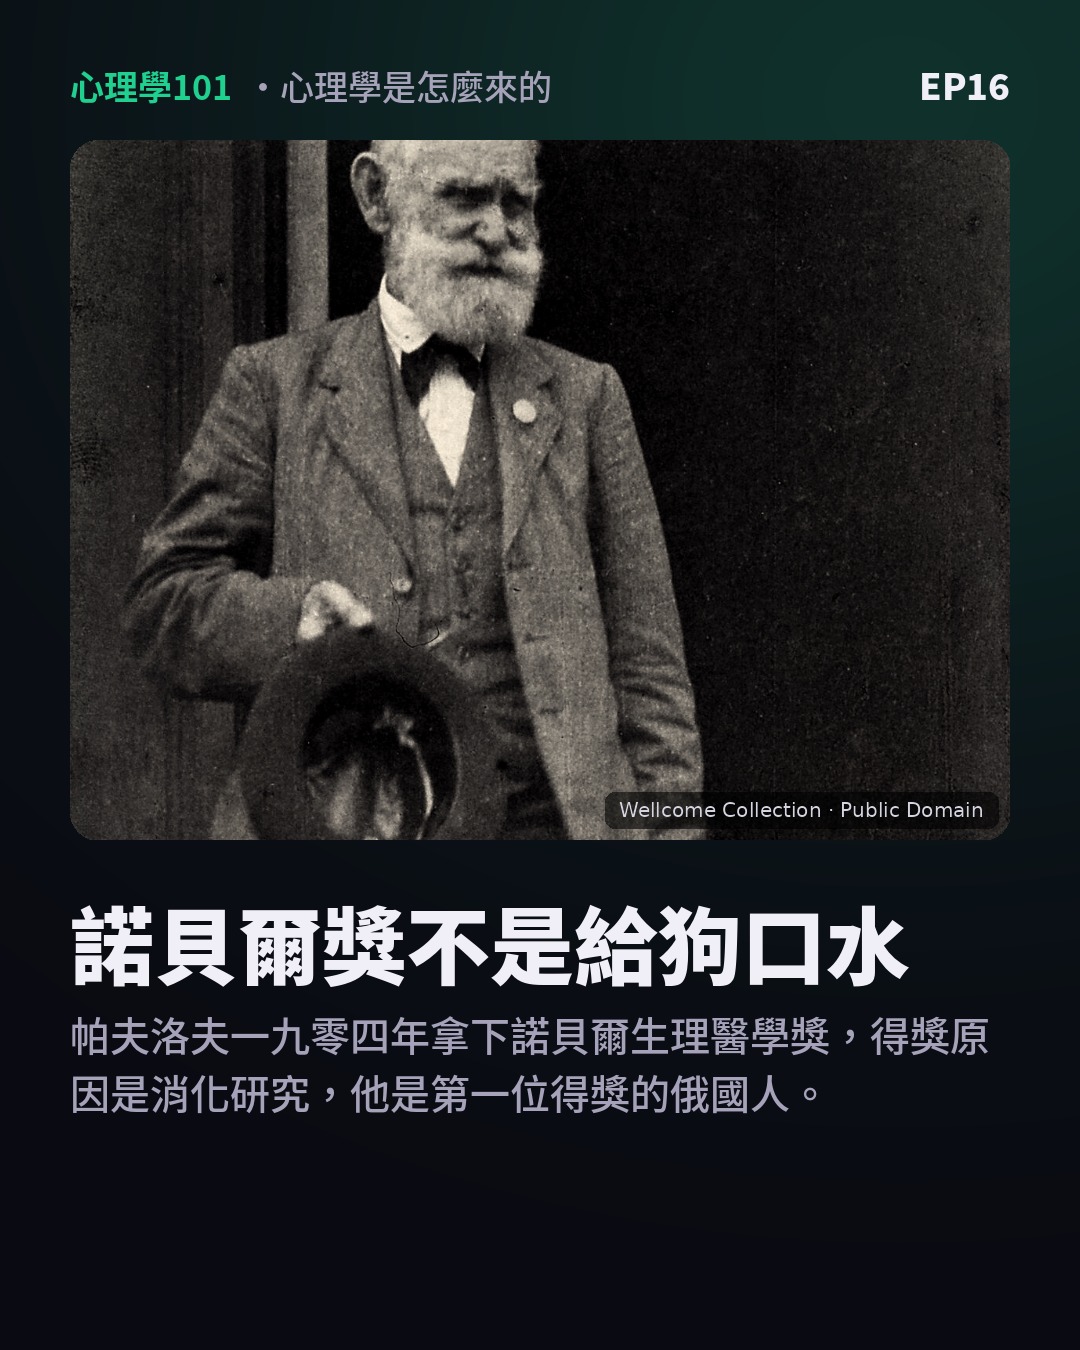 心理學101 ・心理學是怎麼來的
EP16
Wellcome Collection · Public Domain
諾貝爾獎不是給狗口水
帕夫洛夫一九零四年拿下諾貝爾生理醫學獎，得獎原
因是消化研究，他是第一位得獎的俄國人。